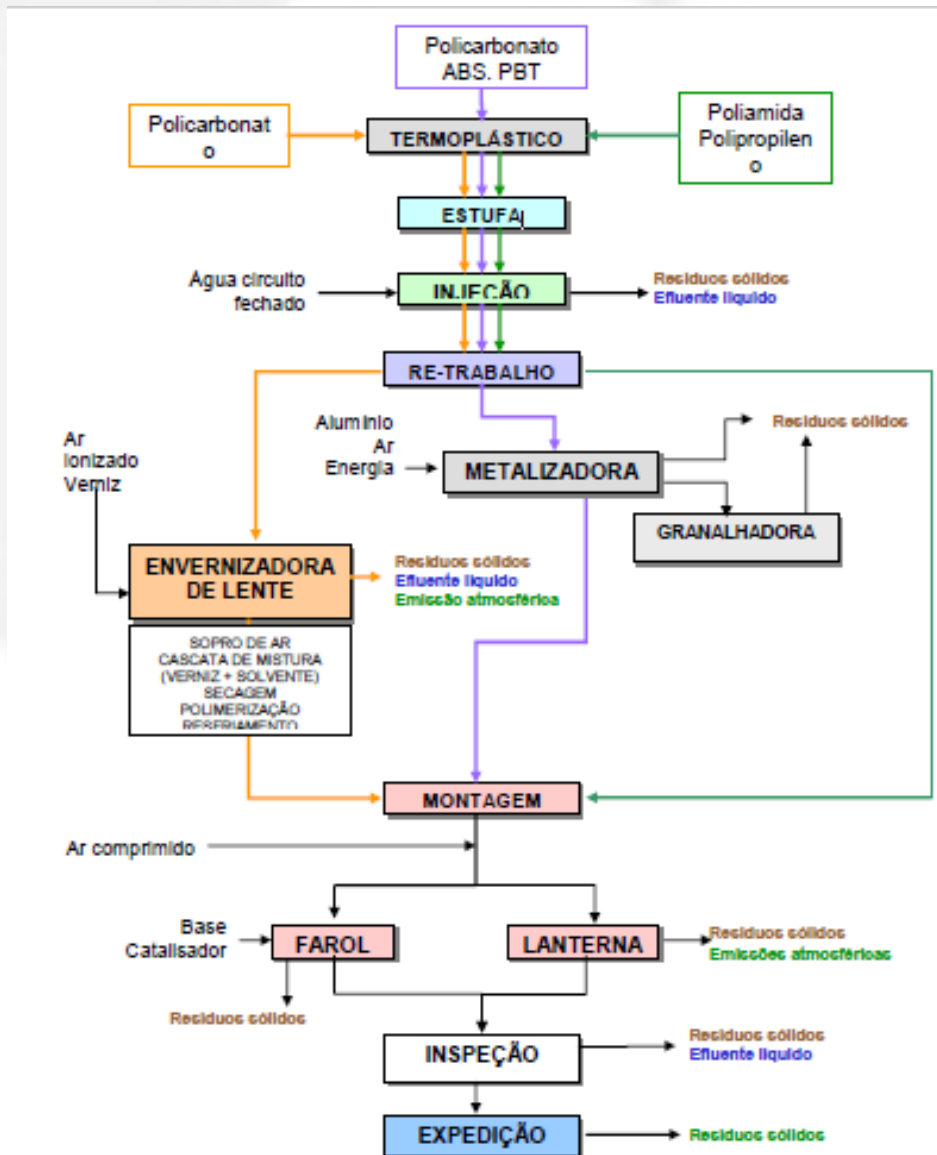 Policarbonato
ABS. PBT
Policarbonat
o
TERMOPLÁSTICO
Poliamida
Polipropilen
o
ESTUFA
Água circuito
fechado
INJEÇÃO
Resíduos sólidos
Efluente líquido
RE-TRABALHO
Ar
Ionizado
Verniz
Alumínio
Ar
Energia
METALIZADORA
Resíduos sólidos
GRANALHADORA
ENVERNIZADORA
DE LENTE
Resíduos sólidos
Efluente líquido
Emissão atmosférica
SOPRO DE AR
CASCATA DE MISTURA
(VERNIZ + SOLVENTE)
SECAGEM
POLIMERIZAÇÃO
RESFRIAMENTO
MONTAGEM
Ar comprimido
Base
Catalisador
FAROL
LANTERNA
Resíduos sólidos
Emissões atmosféricas
Resíduos sólidos
INSPEÇÃO
Resíduos sólidos
Efluente líquido
EXPEDIÇÃO
Resíduos sólidos